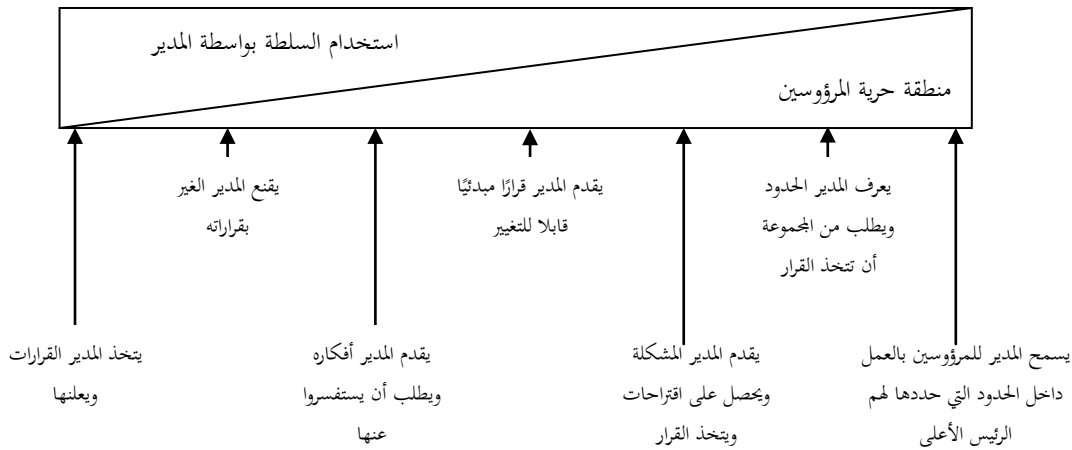 استخدام السلطة بواسطة المدير
منطقة حرية المرؤوسين
يعرف المدير الحدود
ويطلب من المجموعة
أن تتخذ القرار
يقدم المدير قرارًا مبدئيًا
قابلا للتغيير
يقنع المدير الغير
بقراراته
يسمح المدير للمرؤوسين بالعمل
داخل الحدود التي حددها لهم
الرئيس الأعلى
يقدم المدير المشكلة
ويحصل على اقتراحات
ويتخذ القرار
يقدم المدير أفكاره
ويطلب أن يستفسروا
عنها
يتخذ المدير القرارات
ويعلنها